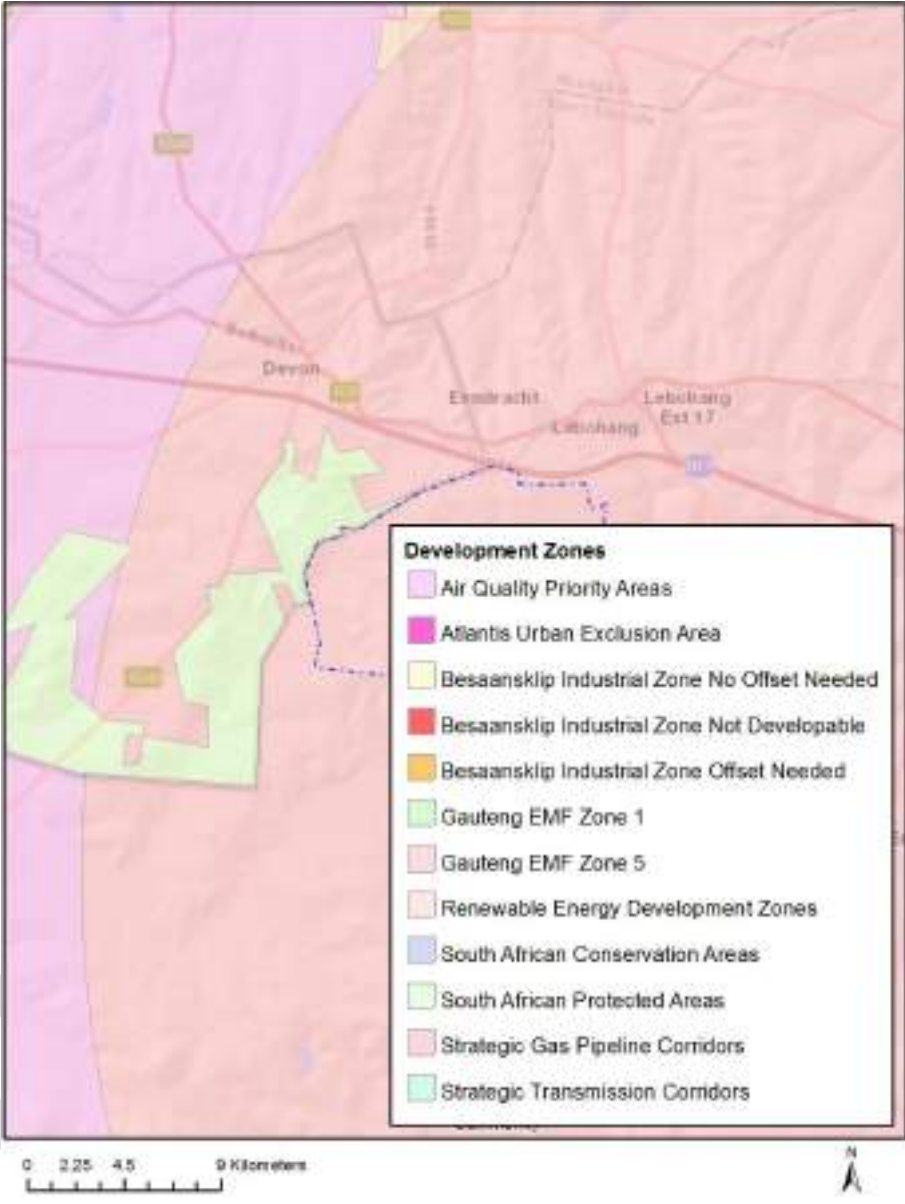 Devon
Eendracht
Lebohang
Ext 17
Lebohang
Development Zones
Air Quality Priority Areas
Atlantis Urban Exclusion Area
Besaansklip Industrial Zone No Offset Needed
Besaansklip Industrial Zone Not Developable
Besaansklip Industrial Zone Offset Needed
Gauteng EMF Zone 1
Gauteng EMF Zone 5
Renewable Energy Development Zones
South African Conservation Areas
South African Protected Areas
Strategic Gas Pipeline Corridors
Strategic Transmission Corridors
0 2.25 4.5 9 Kilometers
N